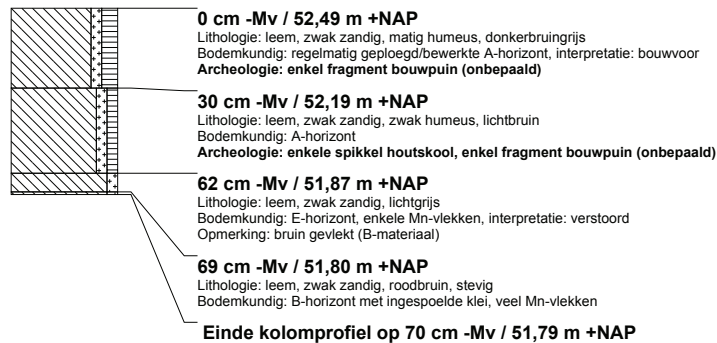 0 cm -Mv / 52,49 m +NAP
Lithologie: leem, zwak zandig, matig humeus, donkerbruingrijs
Bodemkundig: regelmatig geploegd/bewerkte A-horizont, interpretatie: bouwvoor
Archeologie: enkel fragment bouwpuin (onbepaald)
30 cm -Mv / 52,19 m +NAP
Lithologie: leem, zwak zandig, zwak humeus, lichtbruin
Bodemkundig: A-horizont
Archeologie: enkele spikkel houtskool, enkel fragment bouwpuin (onbepaald)
62 cm -Mv / 51,87 m +NAP
Lithologie: leem, zwak zandig, lichtgrijs
Bodemkundig: E-horizont, enkele Mn-vlekken, interpretatie: verstoord
Opmerking: bruin gevlekt (B-materiaal)
69 cm -Mv / 51,80 m +NAP
Lithologie: leem, zwak zandig, roodbruin, stevig
Bodemkundig: B-horizont met ingespoelde klei, veel Mn-vlekken
Einde kolomprofiel op 70 cm -Mv / 51,79 m +NAP